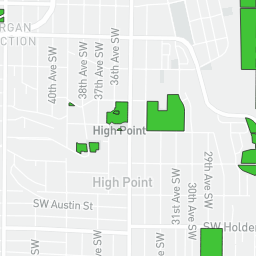 RGAN
CTION
40th Ave SW
38th Ave SW
37th Ave SW
36th Ave SW
High Point
High Point
29th Ave SW
30th Ave SW
31st Ave SW
SW Austin St
SW Holden